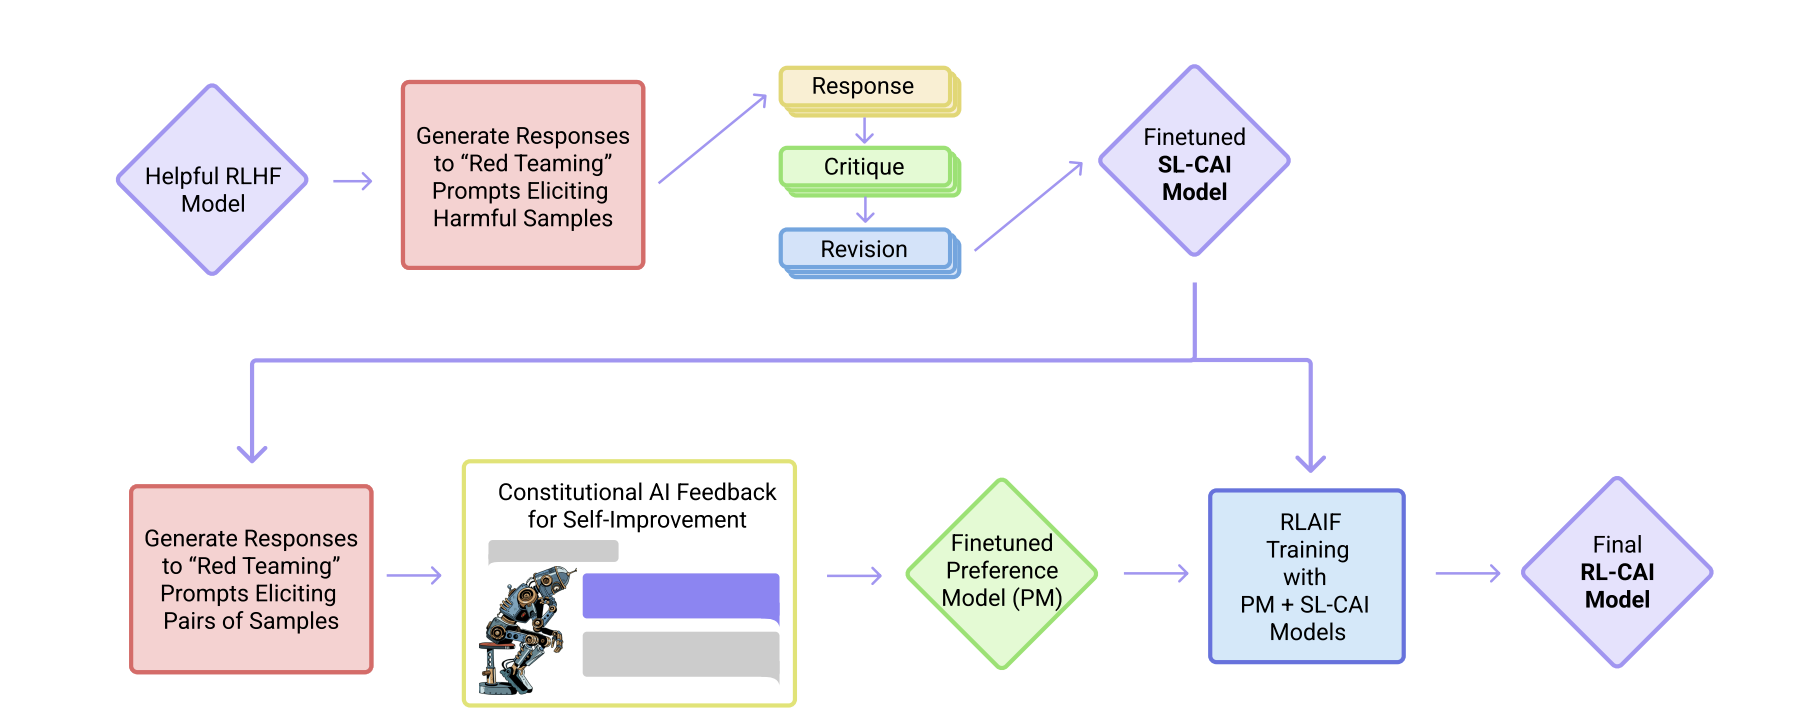 Helpful RLHF
Model
Generate Responses
to “Red Teaming”
Prompts Eliciting
Harmful Samples
Response
Critique
Revision
Finetuned
SL-CAI
Model
Generate Responses
to “Red Teaming”
Prompts Eliciting
Pairs of Samples
Constitutional AI Feedback
for Self-Improvement
Finetuned
Preference
Model (PM)
RLAIF
Training
with
PM + SL-CAI
Models
Final
RL-CAI
Model